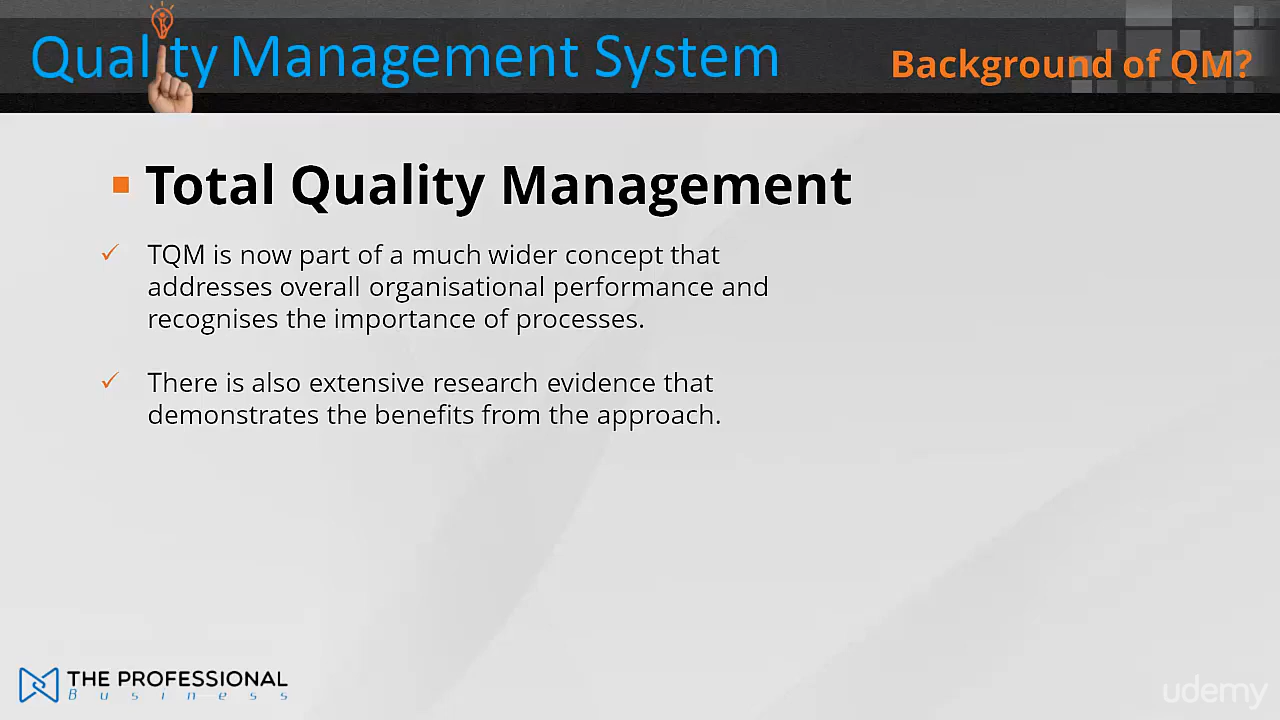 Quality Management System
Background of QM?
Total Quality Management
TQM is now part of a much wider concept that
addresses overall organisational performance and
recognises the importance of processes.
There is also extensive research evidence that
demonstrates the benefits from the approach.
THE PROFESSIONAL
Business
udemy